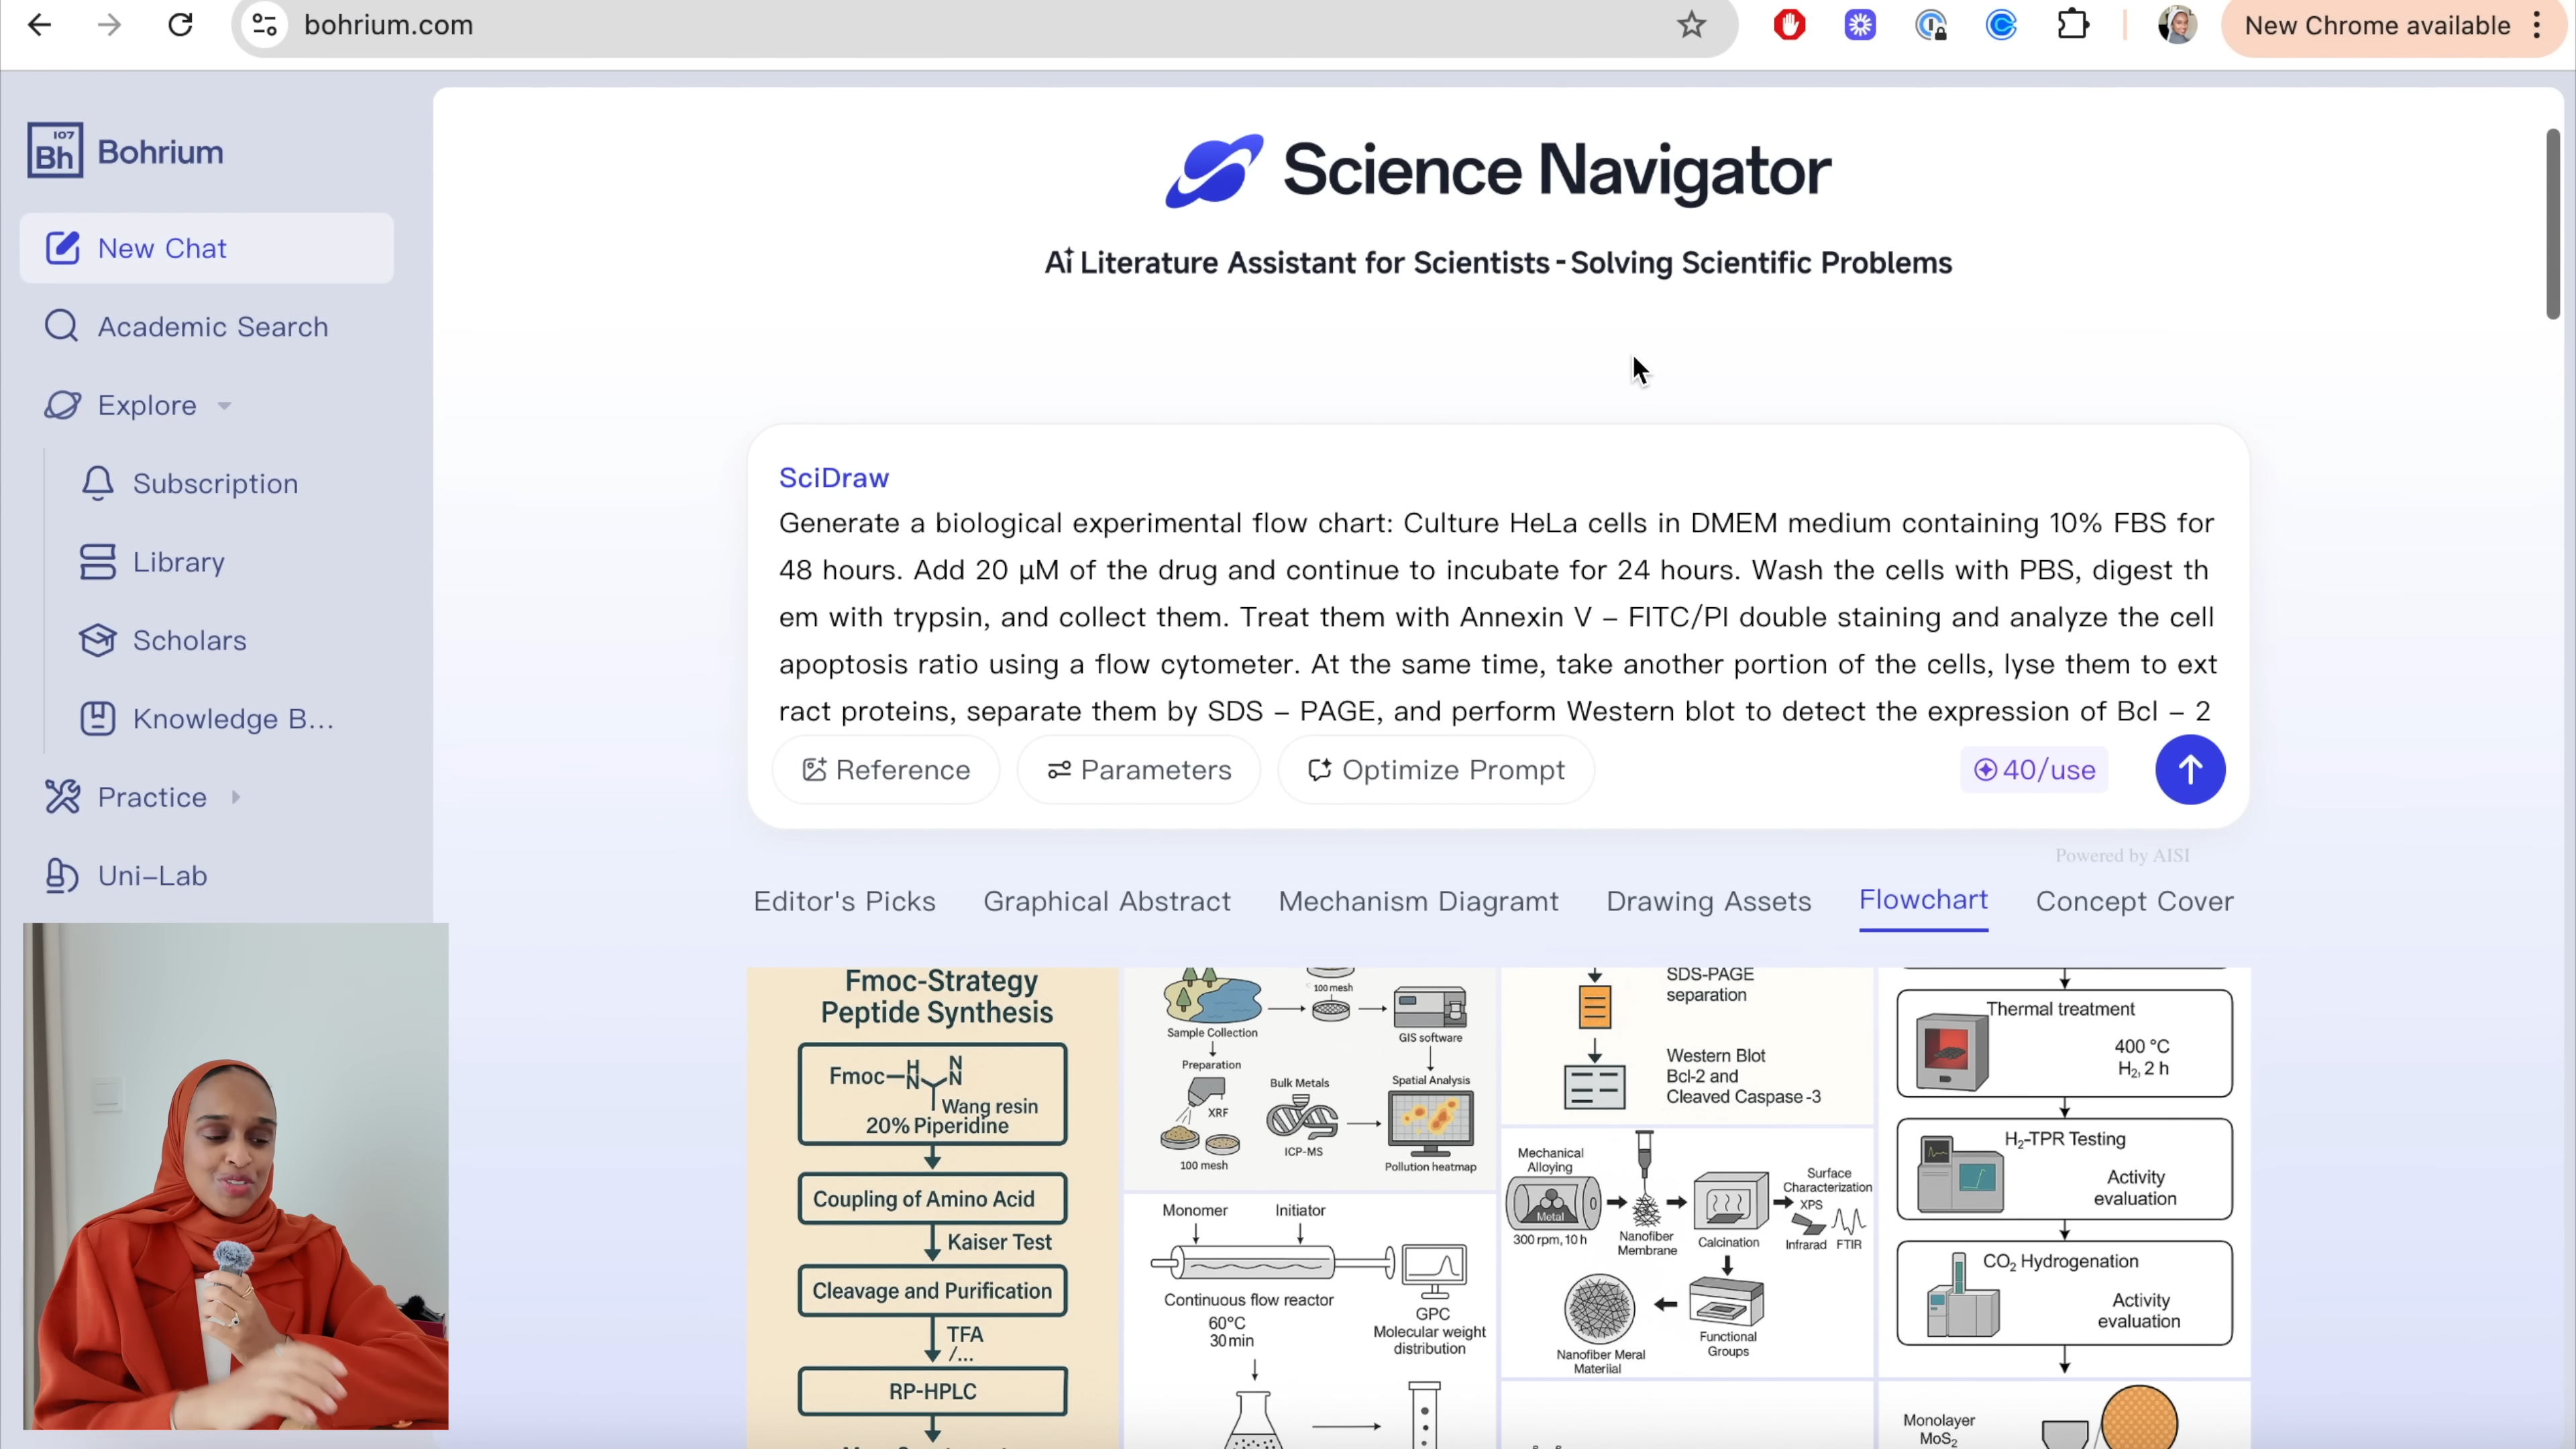 bohrium.com
New Chrome available
107
Bh
Bohrium
New Chat
Academic Search
Explore
Subscription
Library
Scholars
Knowledge B...
Practice
Uni-Lab
Science Navigator
Ai Literature Assistant for Scientists - Solving Scientific Problems
SciDraw
Generate a biological experimental flow chart: Culture HeLa cells in DMEM medium containing 10% FBS for
48 hours. Add 20 µM of the drug and continue to incubate for 24 hours. Wash the cells with PBS, digest th
em with trypsin, and collect them. Treat them with Annexin V – FITC/PI double staining and analyze the cell
apoptosis ratio using a flow cytometer. At the same time, take another portion of the cells, lyse them to ext
ract proteins, separate them by SDS – PAGE, and perform Western blot to detect the expression of Bcl – 2
Reference
Parameters
Optimize Prompt
40/use
Powered by AISI
Editor's Picks
Graphical Abstract
Mechanism Diagramt
Drawing Assets
Flowchart
Concept Cover
Fmoc-Strategy
Peptide Synthesis
Fmoc
H
N
N
N
Wang resin
20% Piperidine
Coupling of Amino Acid
Kaiser Test
Cleavage and Purification
TFA
/...
RP-HPLC
100 mesh
Sample Collection
GIS software
Preparation
Bulk Metals
Spatial Analysis
XRF
100 mesh
ICP-MS
Pollution heatmap
Monomer
Initiator
Continuous flow reactor
60°C
30 min
GPC
Molecular weight
distribution
SDS-PAGE
separation
Western Blot
Bcl-2 and
Cleaved Caspase-3
Mechanical
Alloying
Metal
300 rpm, 10 h
Nanofiber
Membrane
Calcination
Surface
Characterization
XPS
Infrarad FTIR
Functional
Groups
Nanofiber Meral
Materiial
Thermal treatment
400 °C
H₂, 2 h
H₂-TPR Testing
Activity
evaluation
CO₂ Hydrogenation
Activity
evaluation
Monolayer
MoS₂